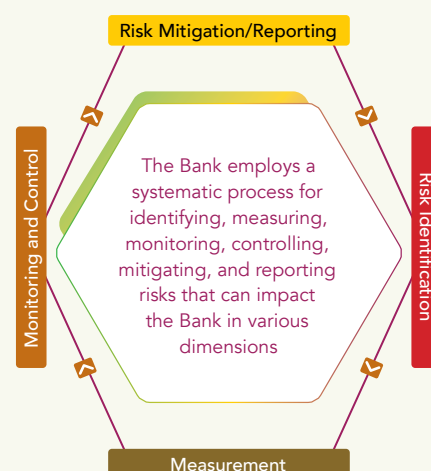 Risk Mitigation/Reporting
Monitoring and Control
The Bank employs a
systematic process for
identifying, measuring,
monitoring, controlling,
mitigating, and reporting
risks that can impact
the Bank in various
dimensions
Risk Identification
Measurement